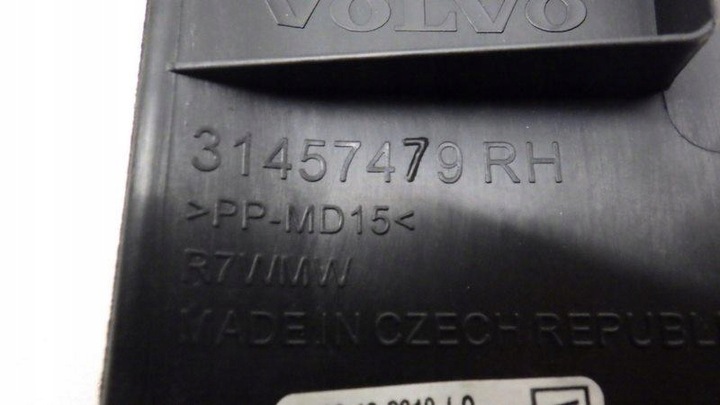 VOLVO
31457479 RH
>PP-MD15<
R7WMW
MADE IN CZECH REPUBL